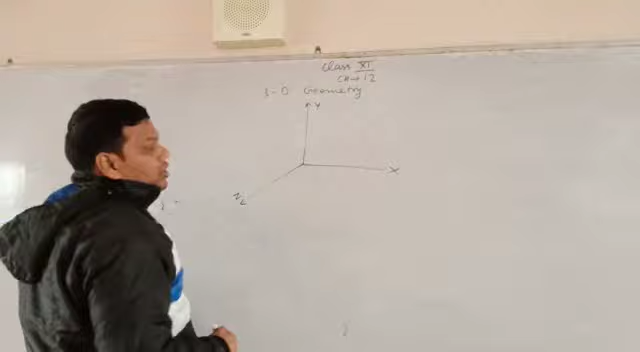 Class XI
CH→12
3-D Geometry
Y
X
Z